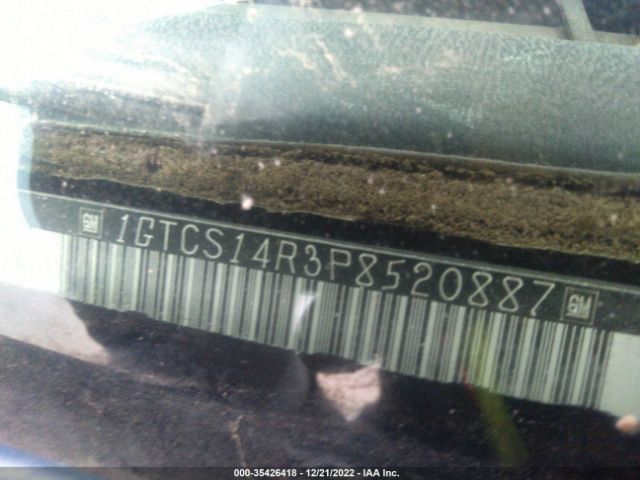 GM 1GTCS14R3P8520887 GM
000-35426418 - 12/21/2022 - IAA Inc.